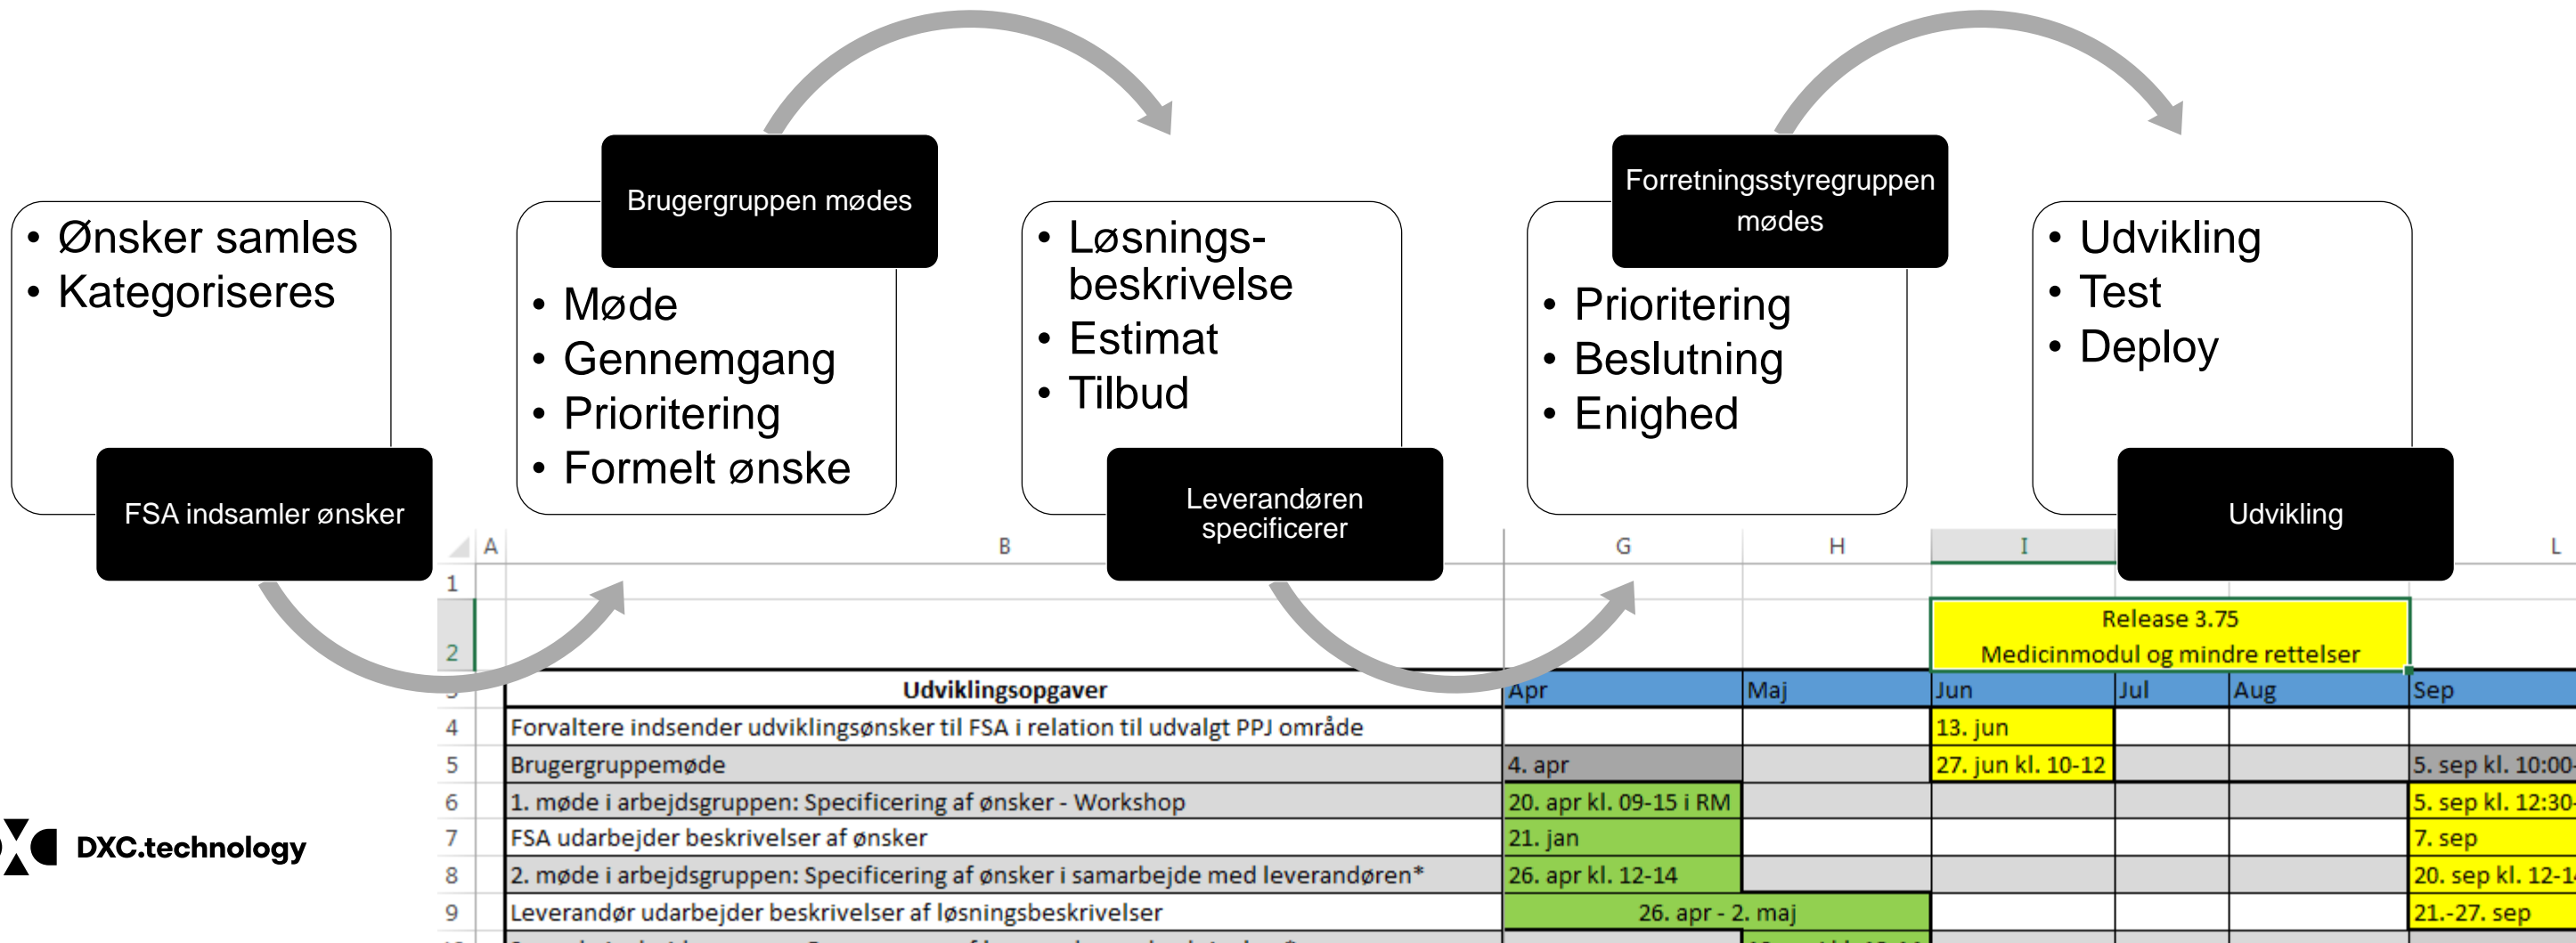 • Ønsker samles
• Kategoriseres
FSA indsamler ønsker
Brugergruppen mødes
• Møde
• Gennemgang
• Prioritering
• Formelt ønske
• Løsnings-
beskrivelse
• Estimat
• Tilbud
Leverandøren
specificerer
Forretningsstyregruppen
mødes
• Prioritering
• Beslutning
• Enighed
• Udvikling
• Test
• Deploy
Udvikling
A B G H I L
1
2 Release 3.75
Medicinmodul og mindre rettelser
Udviklingsopgaver Apr Maj Jun Jul Aug Sep
4 Forvaltere indsender udviklingsønsker til FSA i relation til udvalgt PPJ område 13. jun
5 Brugergruppemøde 4. apr 27. jun kl. 10-12 5. sep kl. 10:00-
6 1. møde i arbejdsgruppen: Specificering af ønsker - Workshop 20. apr kl. 09-15 i RM 5. sep kl. 12:30-
7 FSA udarbejder beskrivelser af ønsker 21. jan 7. sep
8 2. møde i arbejdsgruppen: Specificering af ønsker i samarbejde med leverandøren* 26. apr kl. 12-14 20. sep kl. 12-14
9 Leverandør udarbejder beskrivelser af løsningsbeskrivelser 26. apr - 2. maj 21.-27. sep
DXC.technology